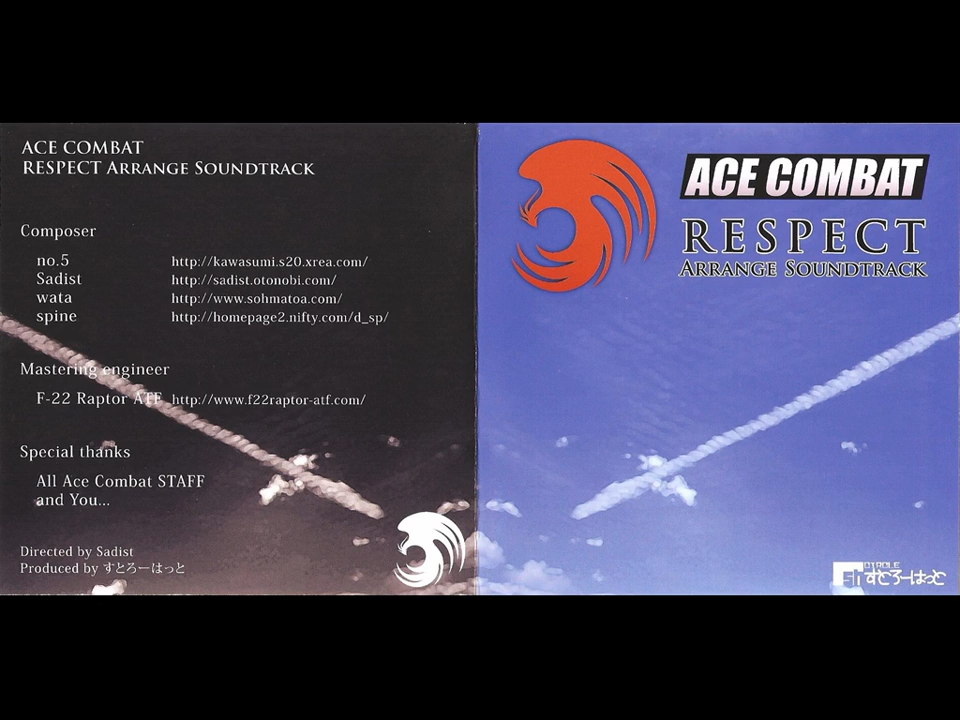 ACE COMBAT
RESPECT ARRANGE SOUNDTRACK
Composer
no.5 http://kawasumi.s20.xrea.com/
Sadist http://sadist.otonobi.com/
wata http://www.sohmatoa.com/
spine http://homepage2.nifty.com/d_sp/
Mastering engineer
F-22 Raptor ATF http://www.f22raptor-atf.com/
Special thanks
All Ace Combat STAFF
and You...
Directed by Sadist
Produced by すとろーはっと
ACE COMBAT
RESPECT
ARRANGE SOUNDTRACK
CIRCLE
sh すとろーはっと